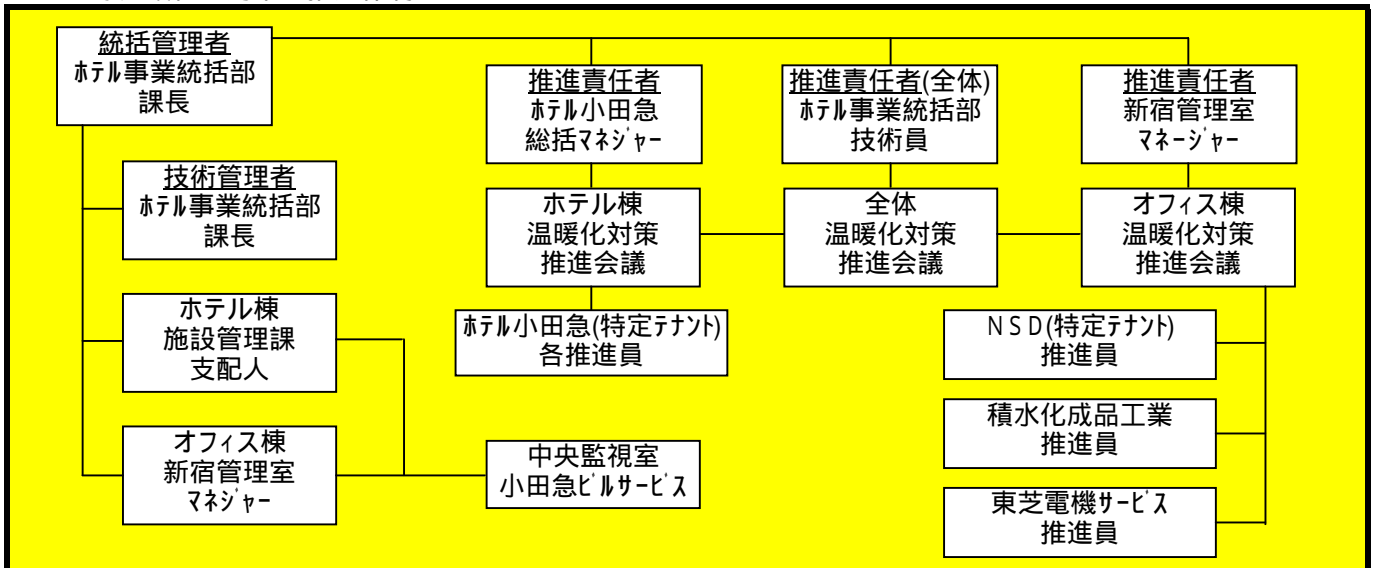 統括管理者
ﾎﾃﾙ事業統括部
課長
推進責任者
ﾎﾃﾙ小田急
総括ﾏﾈｼﾞｬｰ
推進責任者(全体)
ﾎﾃﾙ事業統括部
技術員
推進責任者
新宿管理室
ﾏﾈｰｼﾞｬｰ
技術管理者
ﾎﾃﾙ事業統括部
課長
ホテル棟
温暖化対策
推進会議
全体
温暖化対策
推進会議
オフィス棟
温暖化対策
推進会議
ホテル棟
施設管理課
支配人
ﾎﾃﾙ小田急(特定ﾃﾅﾝﾄ)
各推進員
ＮＳＤ(特定ﾃﾅﾝﾄ)
推進員
積水化成品工業
推進員
オフィス棟
新宿管理室
ﾏﾈｼﾞｬｰ
中央監視室
小田急ﾋﾞﾙｻｰﾋﾞｽ
東芝電機ｻｰﾋﾞｽ
推進員